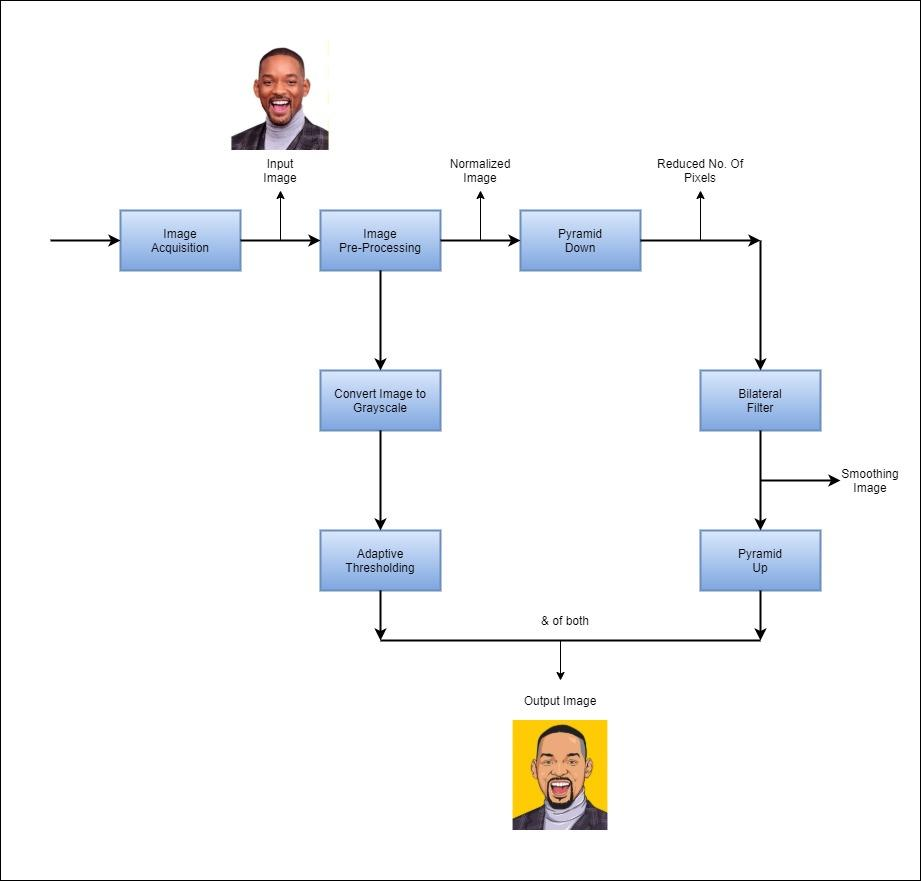 Input
Image
Normalized
Image
Reduced No. Of
Pixels
Image
Acquisition
Image
Pre-Processing
Pyramid
Down
Convert Image to
Grayscale
Bilateral
Filter
Smoothing
Image
Adaptive
Thresholding
Pyramid
Up
& of both
Output Image